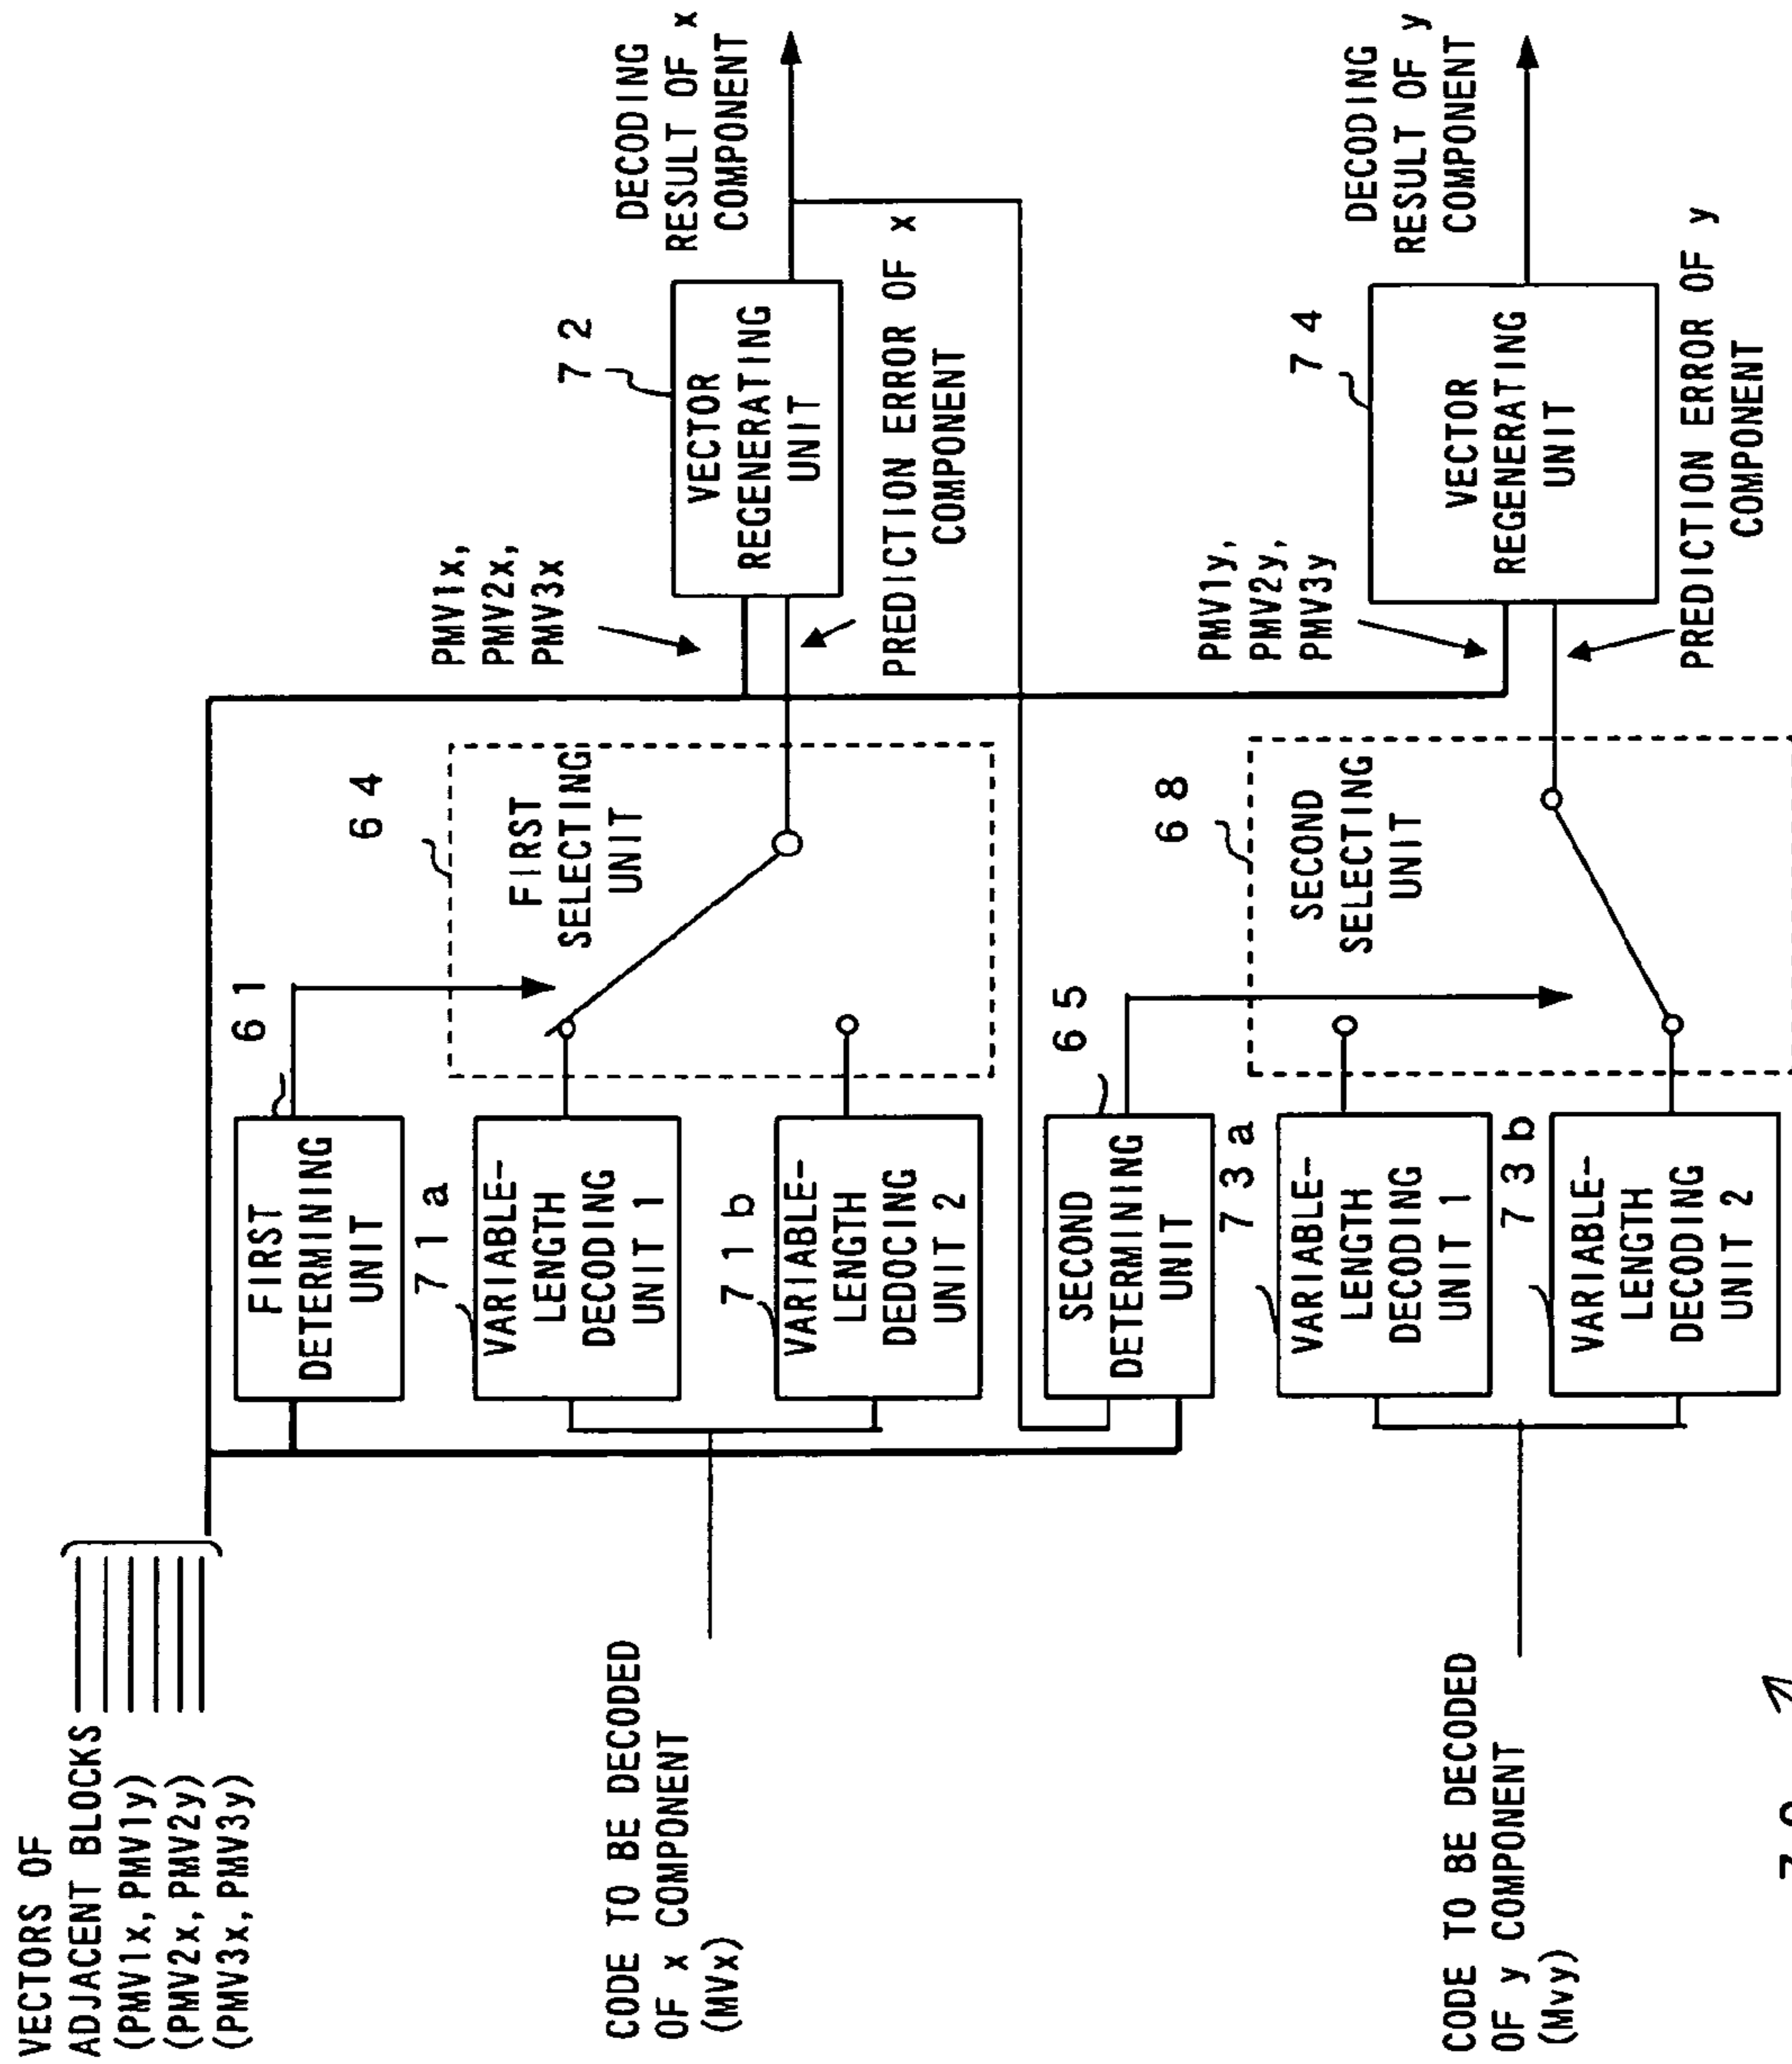 VECTORS OF
ADJACENT BLOCKS
(PMV1x, PMV1y)
(PMV2x, PMV2y)
(PMV3x, PMV3y)
FIRST
DETERMINING
UNIT
61
71a
VARIABLE-
LENGTH
DECODING
UNIT 1
71b
VARIABLE-
LENGTH
DEDOCING
UNIT 2
64
FIRST
SELECTING
UNIT
PMV1x,
PMV2x,
PMV3x
72
VECTOR
REGENERATING
UNIT
PREDICTION ERROR OF x
COMPONENT
DECODING
RESULT OF x
COMPONENT
CODE TO BE DECODED
OF x COMPONENT
(MVx)
SECOND
DETERMINING
UNIT
65
73a
VARIABLE-
LENGTH
DECODING
UNIT 1
73b
VARIABLE-
LENGTH
DECODING
UNIT 2
68
SECOND
SELECTING
UNIT
PMV1y,
PMV2y,
PMV3y
74
VECTOR
REGENERATING
UNIT
PREDICTION ERROR OF y
COMPONENT
DECODING
RESULT OF y
COMPONENT
CODE TO BE DECODED
OF y COMPONENT
(Mvy)